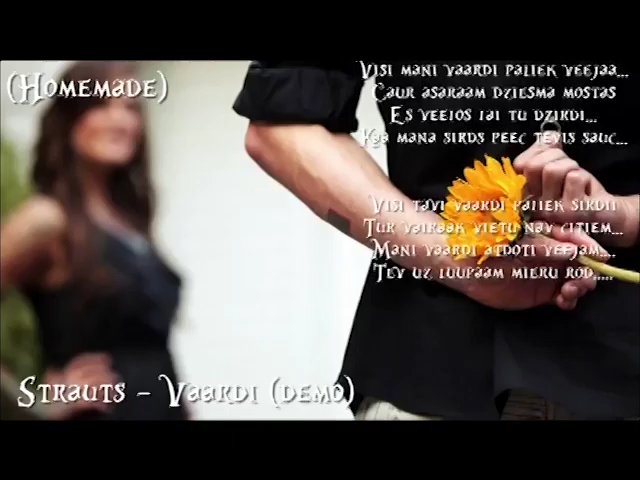 (Homemade)
Visi mani vaardi paliek veejaa...
Caur asaraam dziesma mostas
Es veelos lai tu dzirdi...
Kaa mana sirds peec tevis sauc...
Visi tavi vaardi paliek sirdii
Tur vairaak vietu nav citiem...
Mani vaardi atdoti veejam....
Tev uz luupaam mieru rod.....
Strauts - Vaardi (demo)